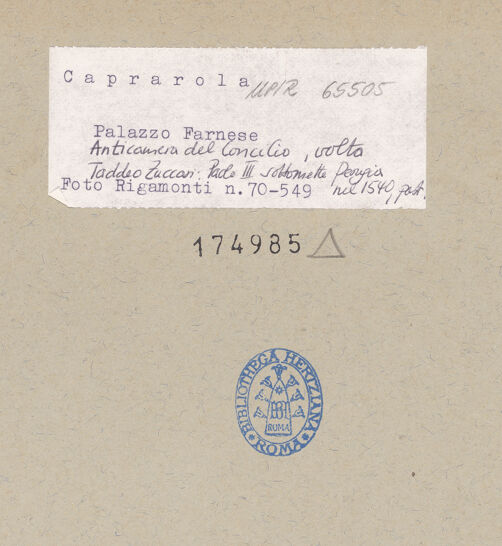 Caprarola MPIR 65505
Palazzo Farnese
Anticamera del Concilio, volta
Taddeo Zuccari: Paolo III sottomette Perugia
Foto Rigamonti n.70-549 nel 1540, part.
174985
BIBLIOTHECA HERTZIANA
ROMA
ROMA